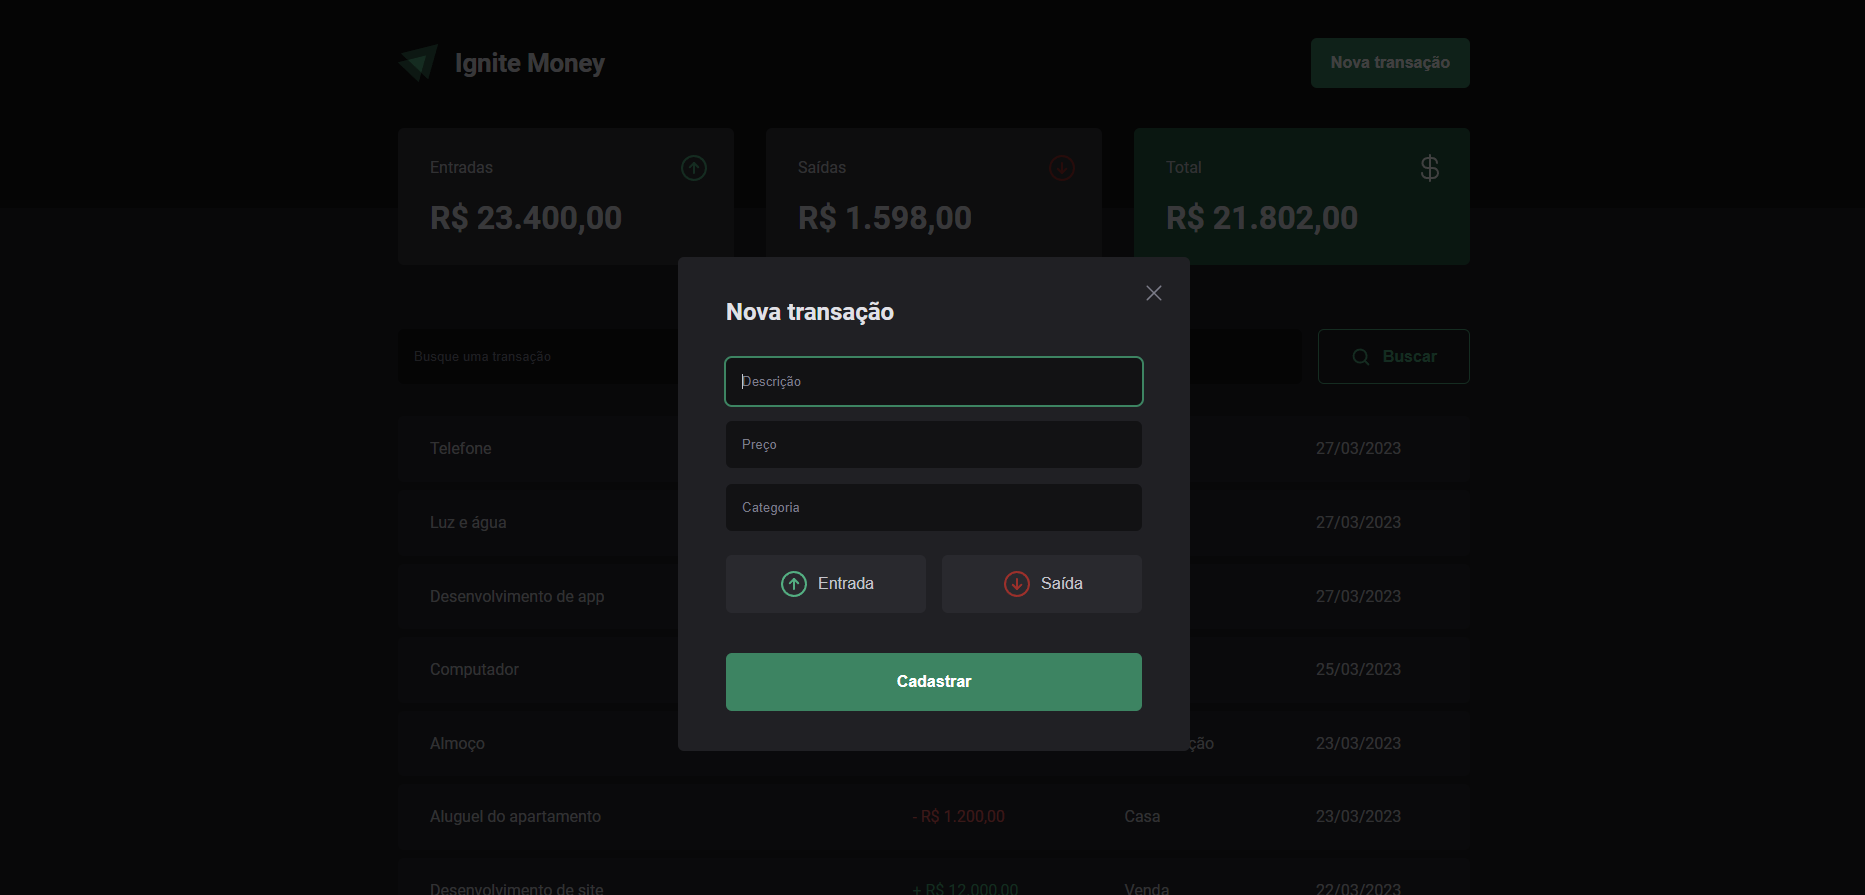 Ignite Money
Nova transação
Entradas
R$ 23.400,00
Saídas
R$ 1.598,00
Total
$
R$ 21.802,00
Nova transação
Busque uma transação
Buscar
Descrição
Preço
Categoria
Entrada
Saída
Cadastrar
Telefone 27/03/2023
Luz e água 27/03/2023
Desenvolvimento de app 27/03/2023
Computador 25/03/2023
Almoço ção 23/03/2023
Aluguel do apartamento - R$ 1.200,00 Casa 23/03/2023
Desenvolvimento de site + R$ 12.000,00 Venda 22/03/2023